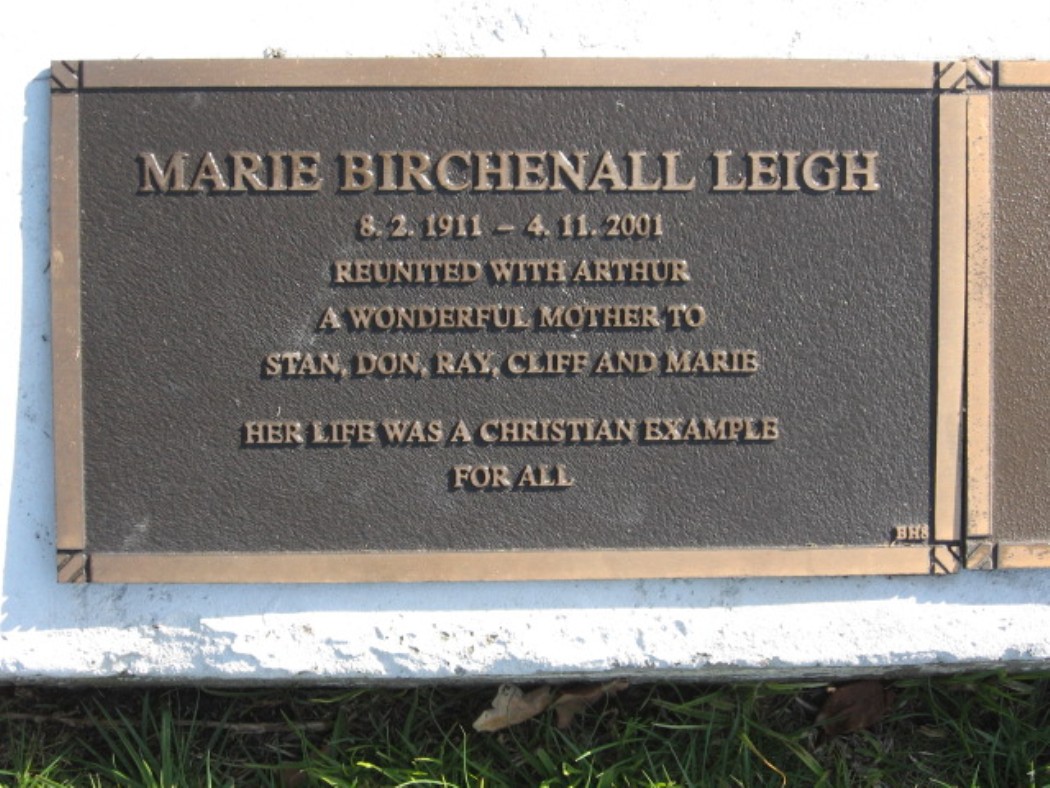 MARIE BIRCHENALL LEIGH
8. 2. 1911 – 4. 11. 2001
REUNITED WITH ARTHUR
A WONDERFUL MOTHER TO
STAN, DON, RAY, CLIFF AND MARIE
HER LIFE WAS A CHRISTIAN EXAMPLE
FOR ALL
BHS